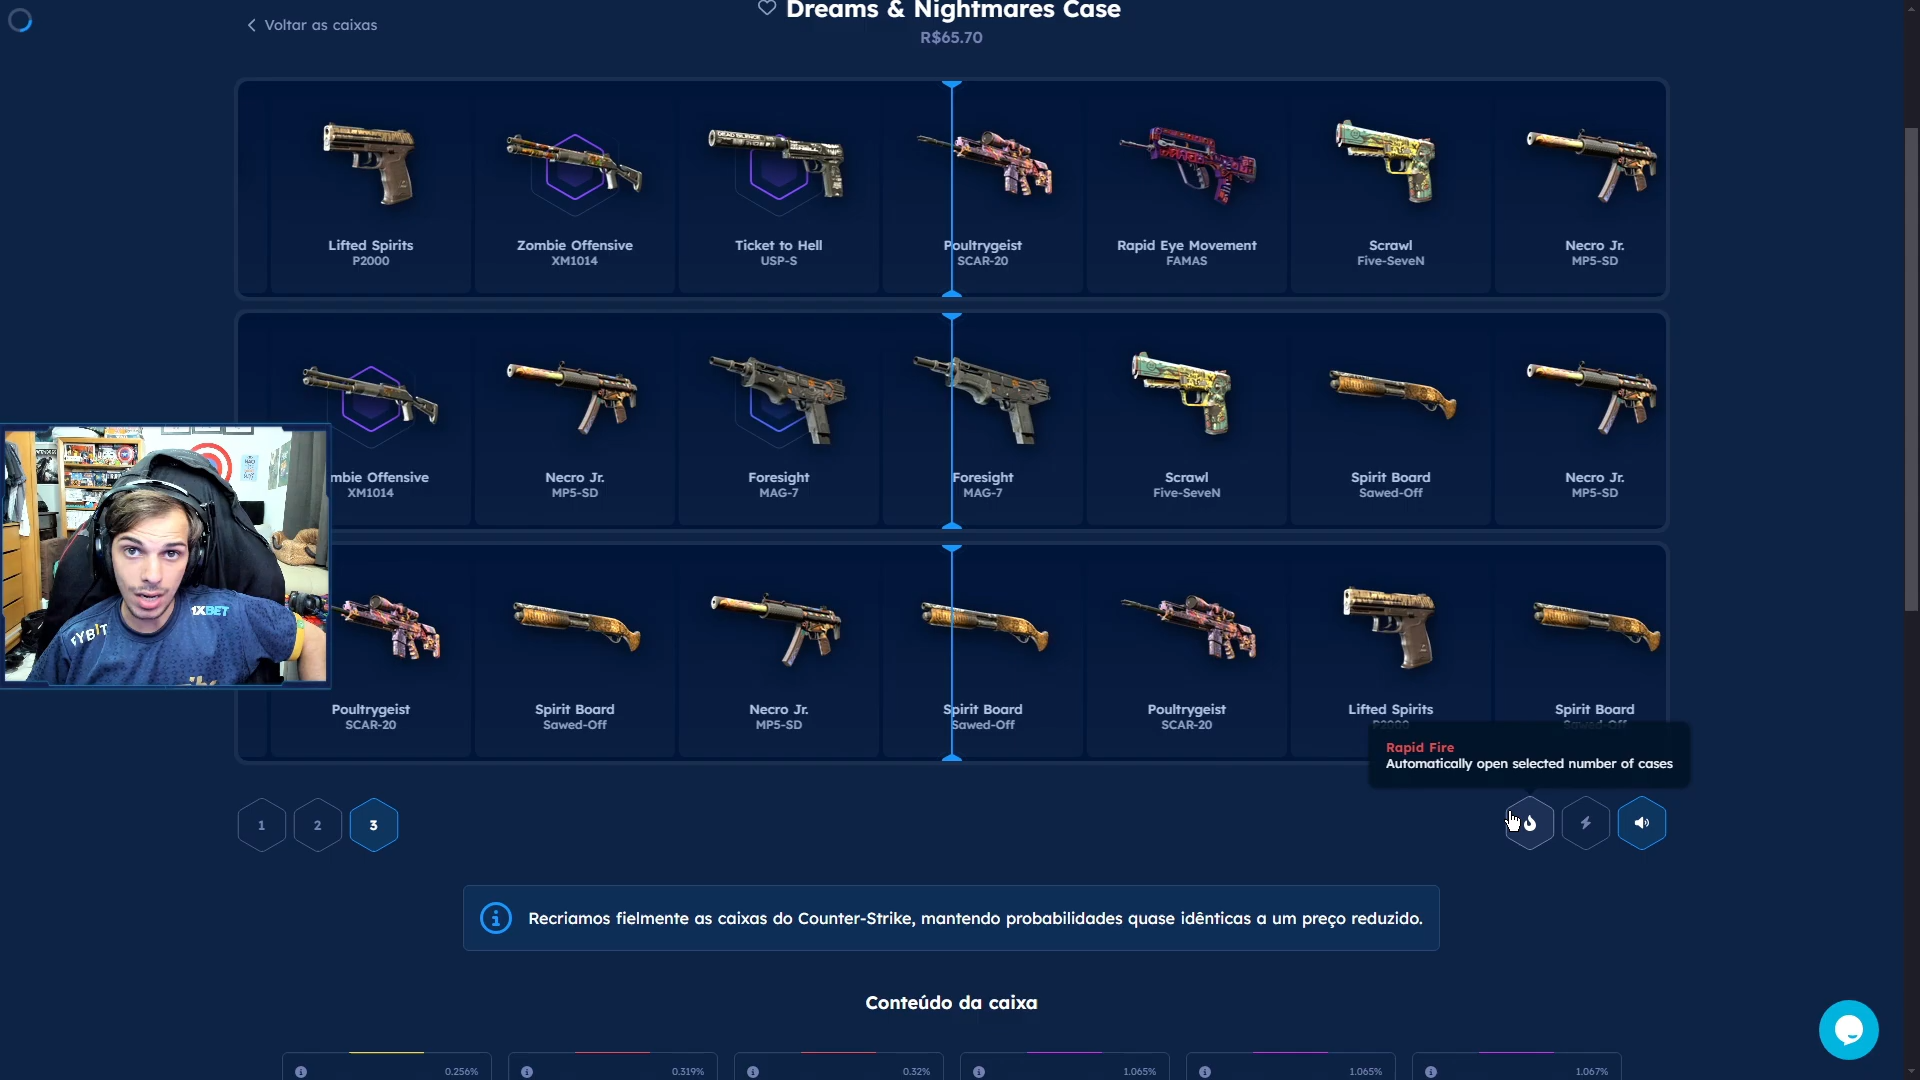 Voltar as caixas
Dreams & Nightmares Case
R$65.70
Lifted Spirits
P2000
Zombie Offensive
XM1014
Ticket to Hell
USP-S
Poultrygeist
SCAR-20
Rapid Eye Movement
FAMAS
Scrawl
Five-SeveN
Necro Jr.
MP5-SD
mbie Offensive
XM1014
Necro Jr.
MP5-SD
Foresight
MAG-7
Foresight
MAG-7
Scrawl
Five-SeveN
Spirit Board
Sawed-Off
Necro Jr.
MP5-SD
1XBET
Poultrygeist
SCAR-20
Spirit Board
Sawed-Off
Necro Jr.
MP5-SD
Spirit Board
Sawed-Off
Poultrygeist
SCAR-20
Lifted Spirits
P2000
Spirit Board
Sawed-Off
Rapid Fire
Automatically open selected number of cases
1
2
3
Recriamos fielmente as caixas do Counter-Strike, mantendo probabilidades quase idênticas a um preço reduzido.
Conteúdo da caixa
0.256%
0.319%
0.32%
1.065%
1.065%
1.067%